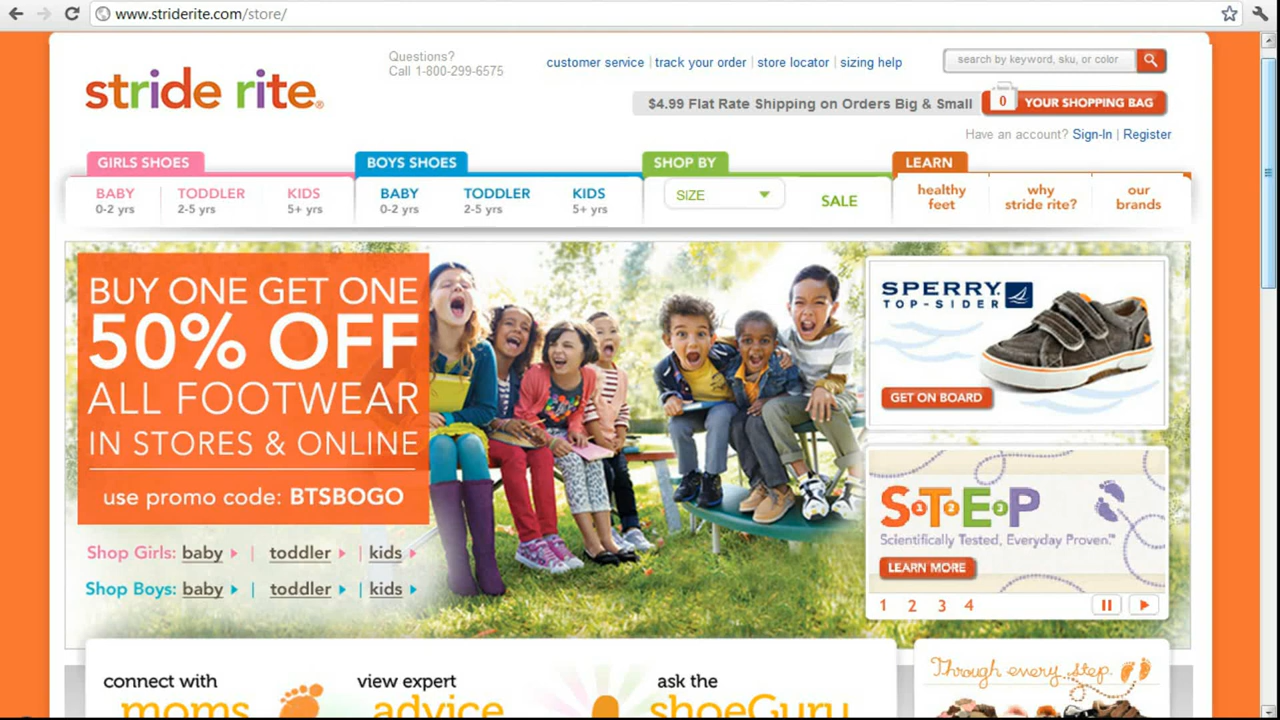 www.striderite.com/store/
stride rite®
Questions?
Call 1-800-299-6575
customer service | track your order | store locator | sizing help
search by keyword, sku, or color
$4.99 Flat Rate Shipping on Orders Big & Small
0
YOUR SHOPPING BAG
Have an account? Sign-In | Register
GIRLS SHOES
BABY
0-2 yrs
TODDLER
2-5 yrs
KIDS
5+ yrs
BOYS SHOES
BABY
0-2 yrs
TODDLER
2-5 yrs
KIDS
5+ yrs
SHOP BY
SIZE
SALE
LEARN
healthy
feet
why
stride rite?
our
brands
BUY ONE GET ONE
50% OFF
ALL FOOTWEAR
IN STORES & ONLINE
use promo code: BTSBOGO
Shop Girls: baby | toddler | kids
Shop Boys: baby | toddler | kids
SPERRY
TOP-SIDER
GET ON BOARD
S1T2E3P
Scientifically Tested, Everyday Proven.™
LEARN MORE
1 2 3 4
connect with
moms
view expert
advice
ask the
shoeGuru
Through every step.